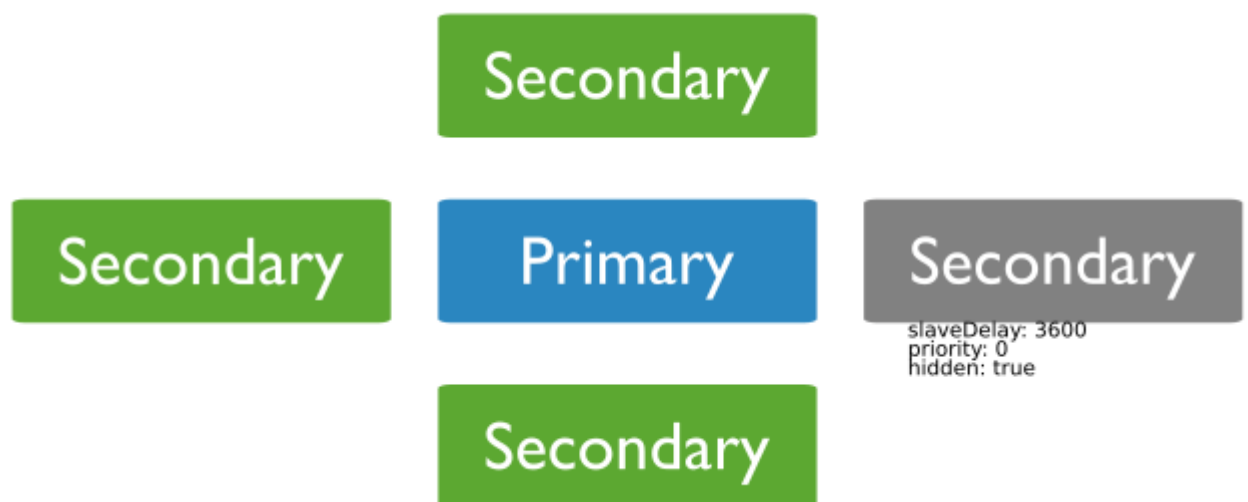 Secondary
Secondary
Primary
Secondary
slaveDelay: 3600
priority: 0
hidden: true
Secondary